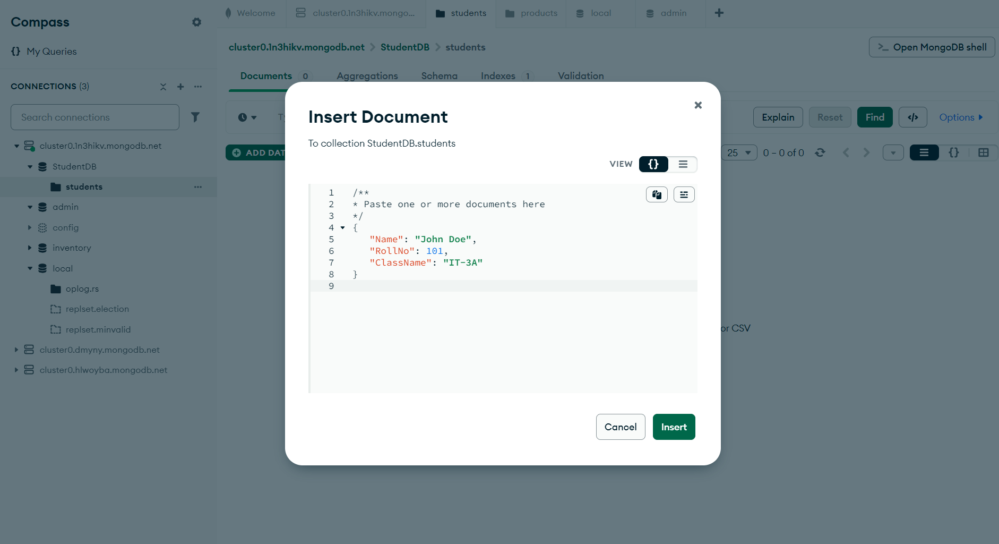 Compass
My Queries
CONNECTIONS (3)
Search connections
cluster0.1n3hikv.mongodb.net
StudentDB
students
admin
config
inventory
local
oplog.rs
replset.election
replset.minvalid
cluster0.dmyny.mongodb.net
cluster0.hlwoyba.mongodb.net
Welcome
cluster0.1n3hikv.mongo...
students
products
local
admin
cluster0.1n3hikv.mongodb.net > StudentDB > students
>_ Open MongoDB shell
Documents 0
Aggregations
Schema
Indexes 1
Validation
Explain
Reset
Find
</>
Options
ADD DAT
25
0 – 0 of 0
{}
or CSV
Insert Document
To collection StudentDB.students
VIEW {}
1 /**
2 * Paste one or more documents here
3 */
4 {
5 "Name": "John Doe",
6 "RollNo": 101,
7 "ClassName": "IT-3A"
8 }
9
Cancel
Insert